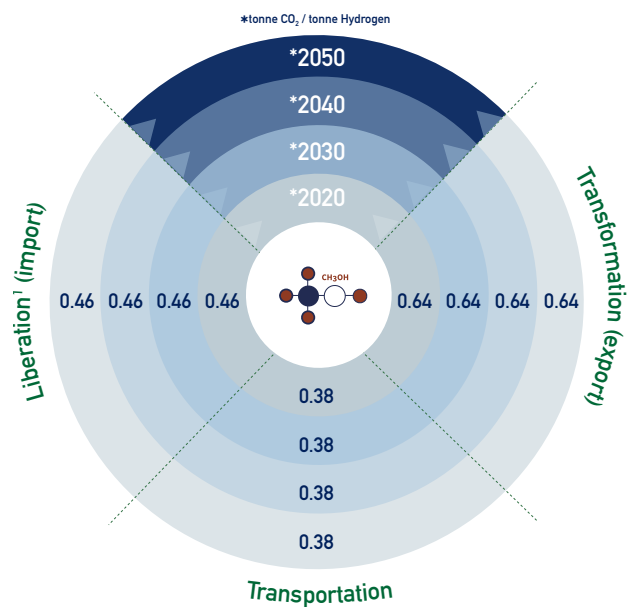 *tonne CO₂ / tonne Hydrogen
*2050
*2040
*2030
*2020
Liberation¹ (import)
Transformation (export)
CH3OH
0.46 0.46 0.46 0.46
0.64 0.64 0.64 0.64
0.38
0.38
0.38
0.38
Transportation